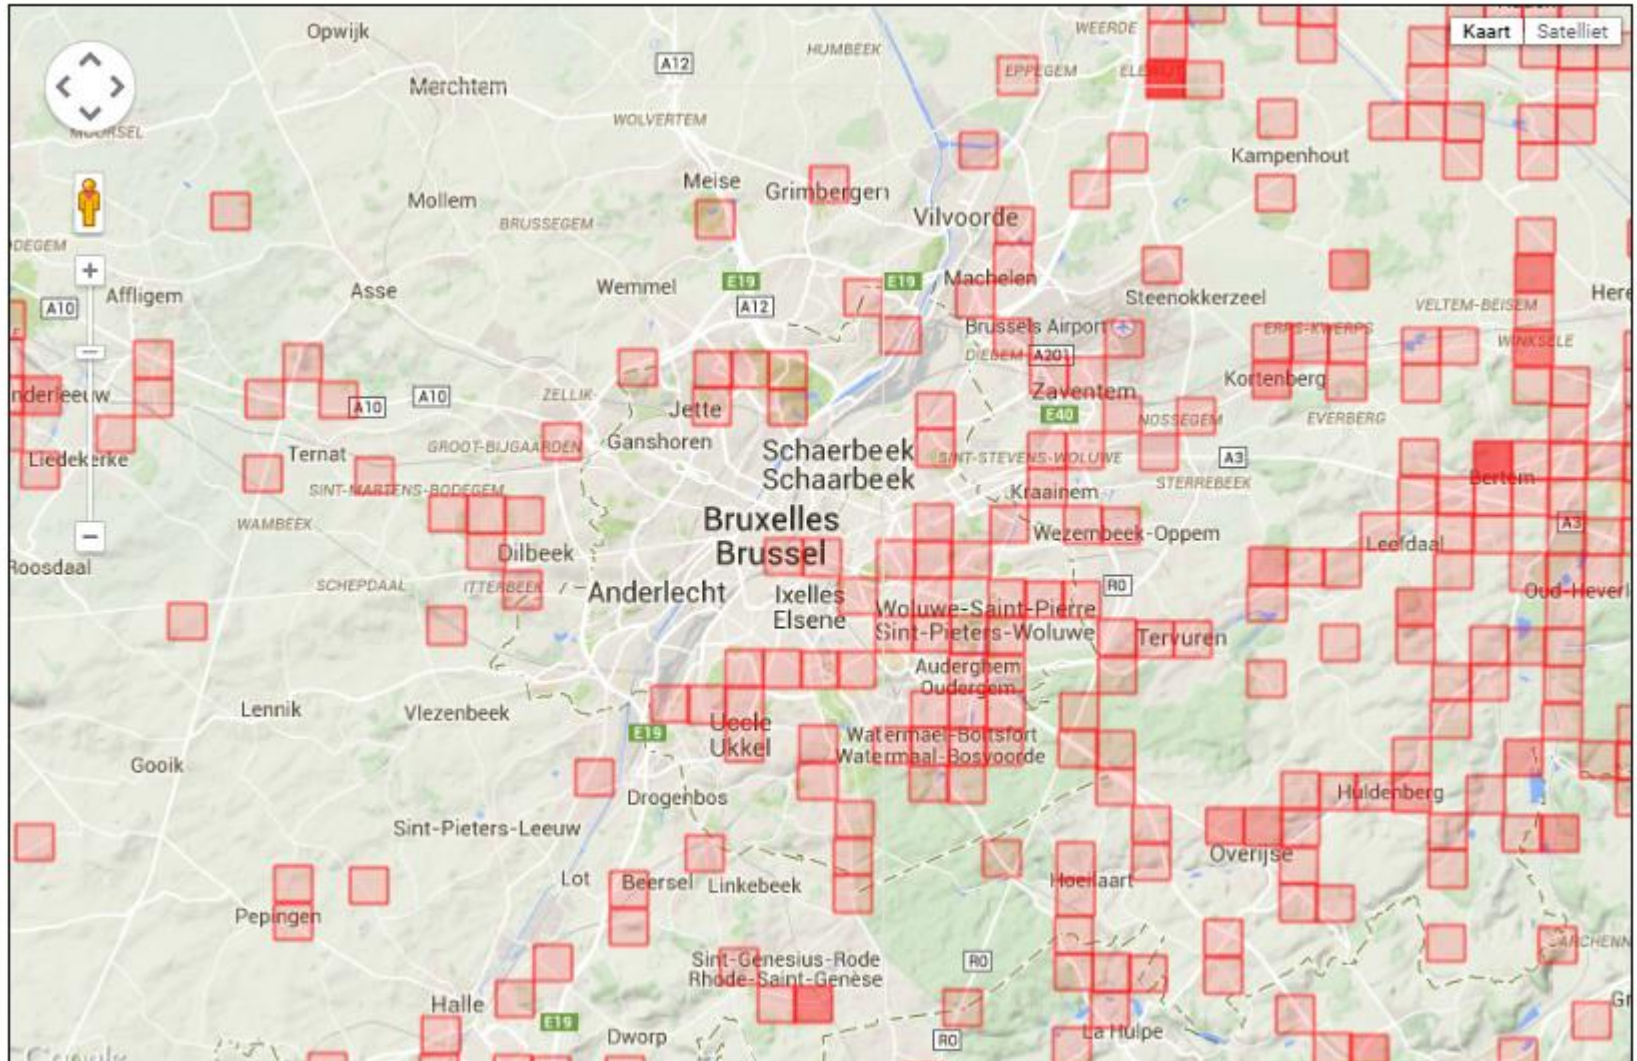 Opwijk
WEERDE
Kaart
Satelliet
HUMBEEK
A12
EPPEGEM
Merchtem
MOORSEL
WOLVERTEM
Kampenhout
Meise
Grimbergen
Mollem
BRUSSEGEM
Vilvoorde
Affligem
Asse
Wemmel
E19
E19
Machelen
A10
A12
Steenokkerzeel
VELTEM-BEISEM
Brussels Airport
ERPS-KWERPS
DIEGEM
A201
WINKSELE
Zaventem
Kortenberg
A10
A10
ZELLIK
Jette
E40
NOSSEGEM
EVERBERG
Liedekerke
Ternat
GROOT-BIJGAARDEN
Ganshoren
Schaerbeek
Schaarbeek
SINT-STEVENS-WOLUWE
A3
Bertem
SINT-MARTENS-BODEGEM
Kraainem
STERREBEEK
WAMBEEK
Bruxelles
Brussel
Wezembeek-Oppem
A3
Leefdaal
Roosdaal
Dilbeek
SCHEPDAAL
ITTERBEEK
Anderlecht
Ixelles
Elsene
R0
Woluwe-Saint-Pierre
Sint-Pieters-Woluwe
Tervuren
Auderghem
Oudergem
Lennik
Vlezenbeek
Uccle
Ukkel
E19
Watermael-Boitsfort
Watermaal-Bosvoorde
Gooik
Drogenbos
Huldenberg
Sint-Pieters-Leeuw
Overijse
Lot
Beersel
Linkebeek
Hoeilaart
Pepingen
Sint-Genesius-Rode
Rhode-Saint-Genèse
R0
Halle
E19
Dworp
R0
La Hulpe